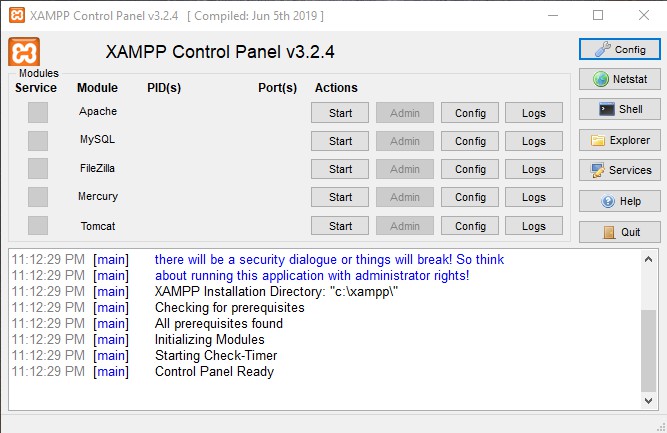 XAMPP Control Panel v3.2.4 [ Compiled: Jun 5th 2019 ]
XAMPP Control Panel v3.2.4
Config
Modules
Service Module PID(s) Port(s) Actions
Netstat
Apache Start Admin Config Logs
Shell
MySQL Start Admin Config Logs
Explorer
FileZilla Start Admin Config Logs
Services
Mercury Start Admin Config Logs
Help
Tomcat Start Admin Config Logs
Quit
11:12:29 PM [main] there will be a security dialogue or things will break! So think
11:12:29 PM [main] about running this application with administrator rights!
11:12:29 PM [main] XAMPP Installation Directory: "c:\xampp\"
11:12:29 PM [main] Checking for prerequisites
11:12:29 PM [main] All prerequisites found
11:12:29 PM [main] Initializing Modules
11:12:29 PM [main] Starting Check-Timer
11:12:29 PM [main] Control Panel Ready